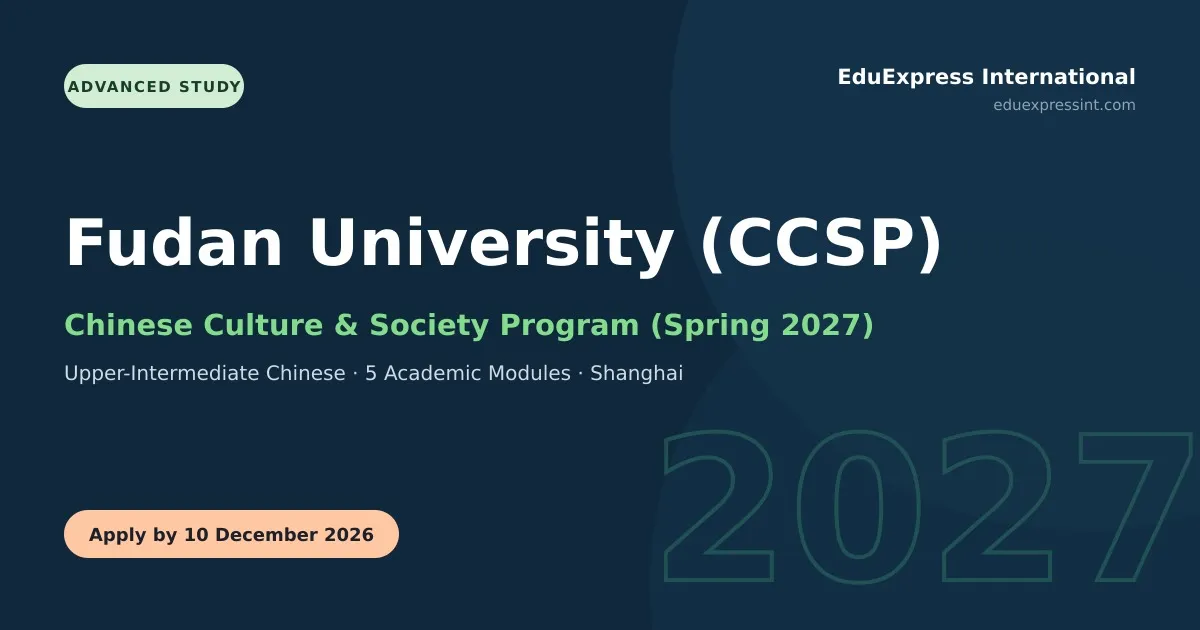 ADVANCED STUDY
EduExpress International
eduexpressint.com
Fudan University (CCSP)
Chinese Culture & Society Program (Spring 2027)
Upper-Intermediate Chinese · 5 Academic Modules · Shanghai
2027
Apply by 10 December 2026